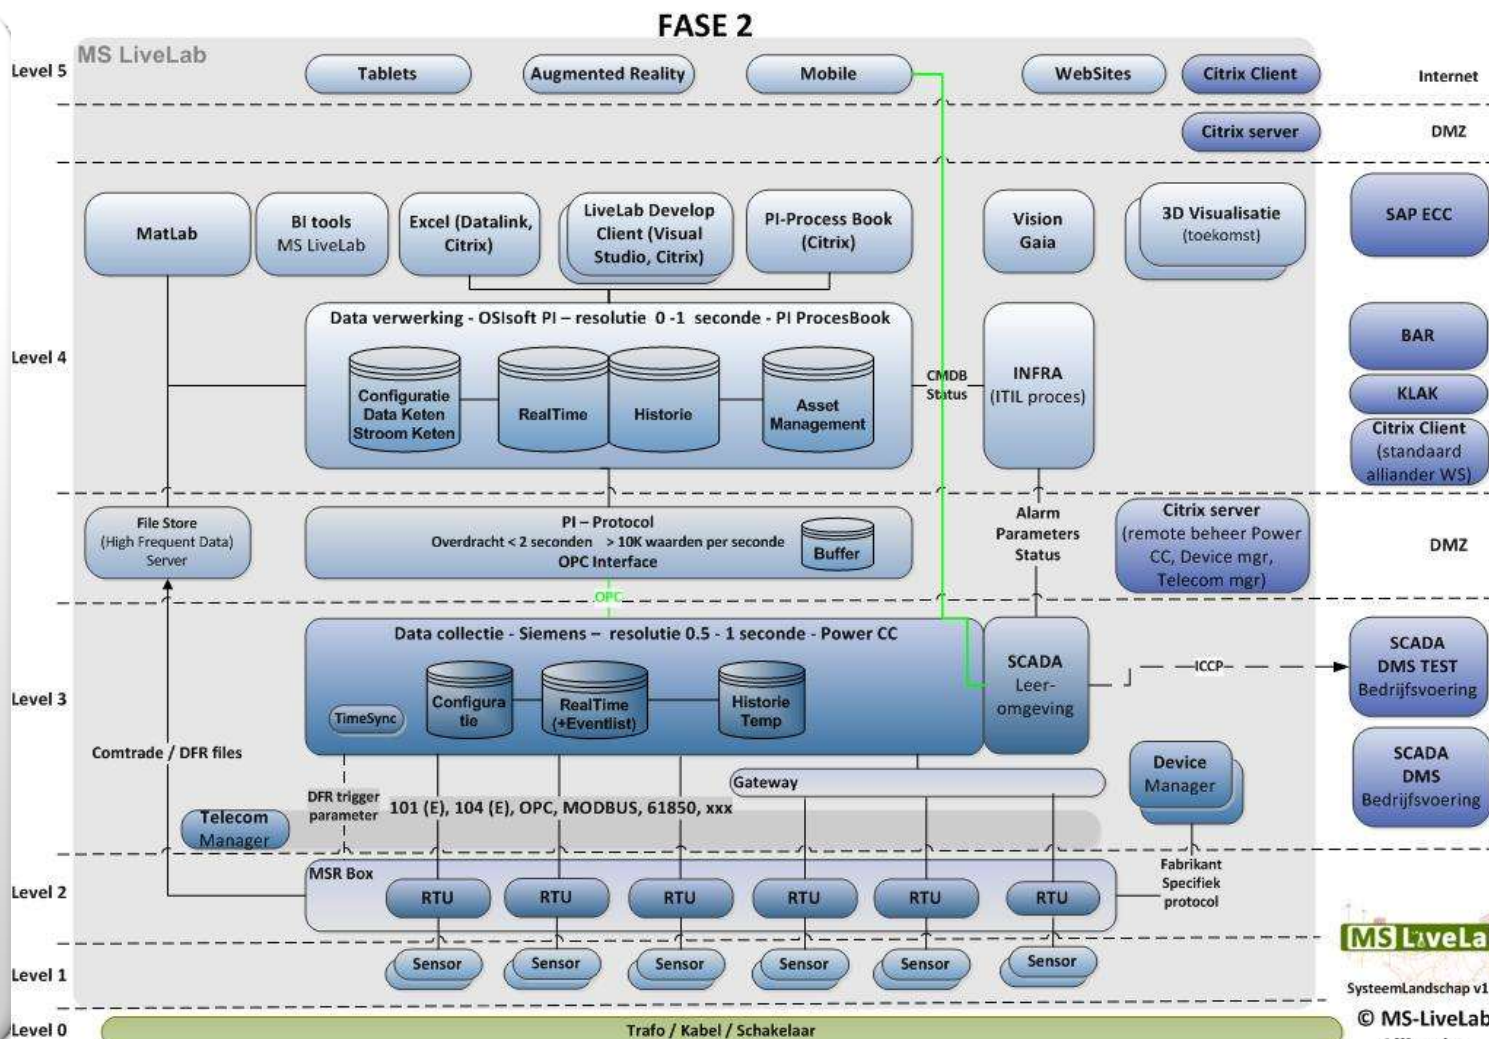 FASE 2
MS LiveLab
Level 5
Tablets
Augmented Reality
Mobile
WebSites
Citrix Client
Internet
Citrix server
DMZ
MatLab
BI tools
MS LiveLab
Excel (Datalink,
Citrix)
LiveLab Develop
Client (Visual
Studio, Citrix)
PI-Process Book
(Citrix)
Vision
Gaia
3D Visualisatie
(toekomst)
SAP ECC
Level 4
Data verwerking - OSIsoft PI – resolutie 0 -1 seconde - PI ProcesBook
Configuratie
Data Keten
Stroom Keten
RealTime
Historie
Asset
Management
CMDB
Status
INFRA
(ITIL proces)
BAR
KLAK
Citrix Client
(standaard
alliander WS)
File Store
(High Frequent Data)
Server
PI – Protocol
Overdracht < 2 seconden > 10K waarden per seconde
OPC Interface
Buffer
Alarm
Parameters
Status
Citrix server
(remote beheer Power
CC, Device mgr,
Telecom mgr)
DMZ
OPC
Level 3
Data collectie - Siemens – resolutie 0.5 - 1 seconde - Power CC
TimeSync
Configura
tie
RealTime
(+Eventlist)
Historie
Temp
SCADA
Leer-
omgeving
ICCP
SCADA
DMS TEST
Bedrijfsvoering
Comtrade / DFR files
DFR trigger
parameter
101 (E), 104 (E), OPC, MODBUS, 61850, xxx
Gateway
Device
Manager
SCADA
DMS
Bedrijfsvoering
Telecom
Manager
Level 2
MSR Box
RTU
RTU
RTU
RTU
RTU
RTU
Fabrikant
Specifiek
protocol
Level 1
Sensor
Sensor
Sensor
Sensor
Sensor
Sensor
MS LiveLa
SysteemLandschap v1
Level 0
Trafo / Kabel / Schakelaar
© MS-LiveLab